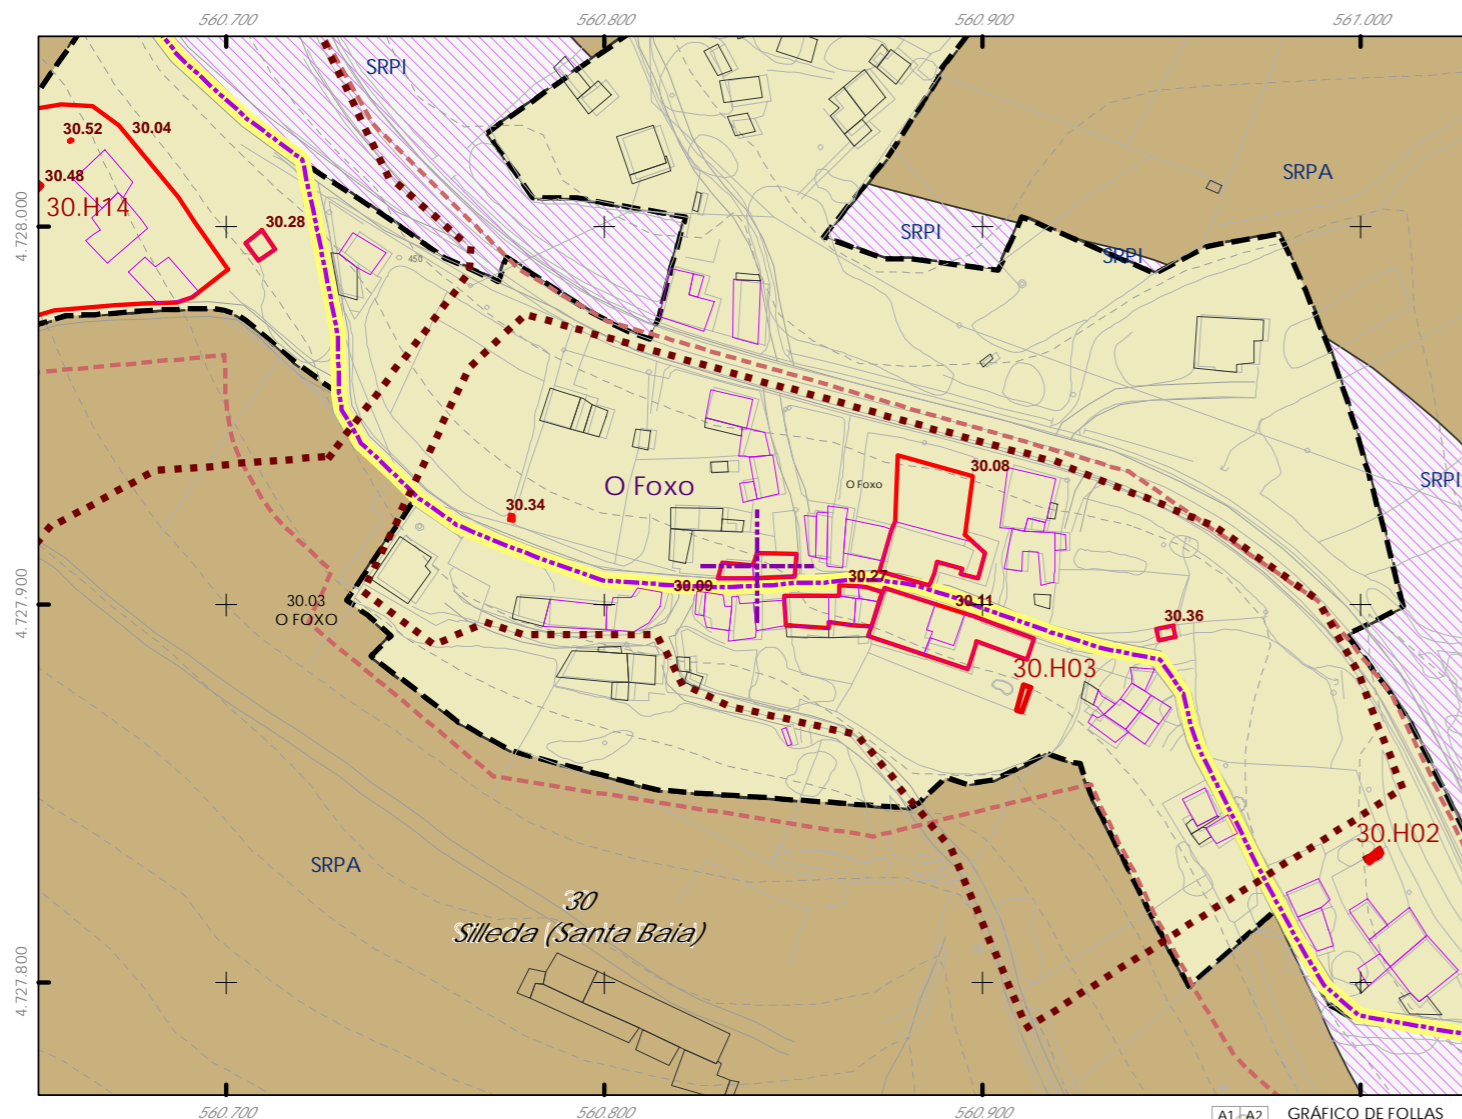 560.700
560.800
560.900
561.000
SRPI
30.52
30.04
SRPA
30.48
30.H14
4.728.000
30.28
SRPI
SRPI
450
30.08
SRPI
O Foxo
O Foxo
30.34
30.27
30.09
4.727.900
30.03
O FOXO
30.11
30.36
30.H03
30.H02
SRPA
30
Silleda (Santa Baia)
4.727.800
560.700
560.800
560.900
A1 A2
GRÁFICO DE FOLLAS